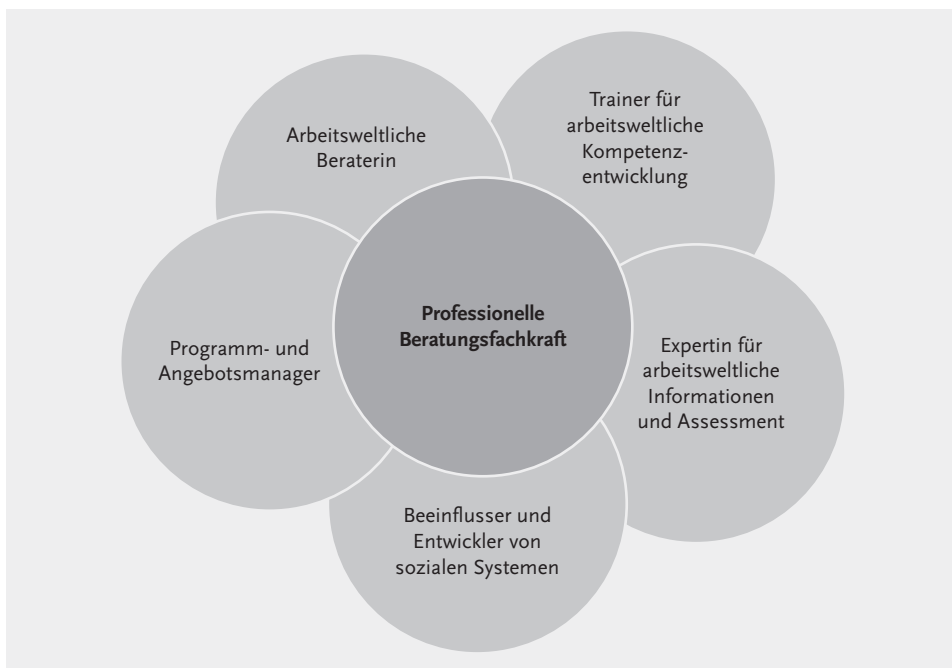 Arbeitsweltliche
Beraterin
Trainer für
arbeitsweltliche
Kompetenz-
entwicklung
Professionelle
Beratungsfachkraft
Programm- und
Angebotsmanager
Expertin für
arbeitsweltliche
Informationen
und Assessment
Beeinflusser und
Entwickler von
sozialen Systemen